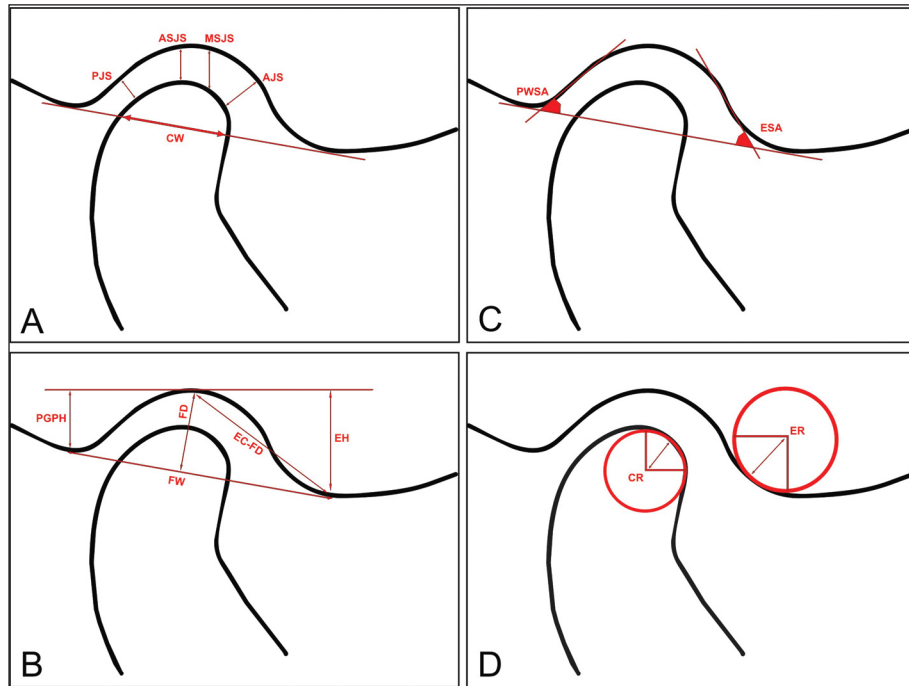 ASJS MSJS
PJS
AJS
CW
A
PWSA
ESA
C
PGPH
FD
EC-FD
EH
FW
B
ER
CR
D